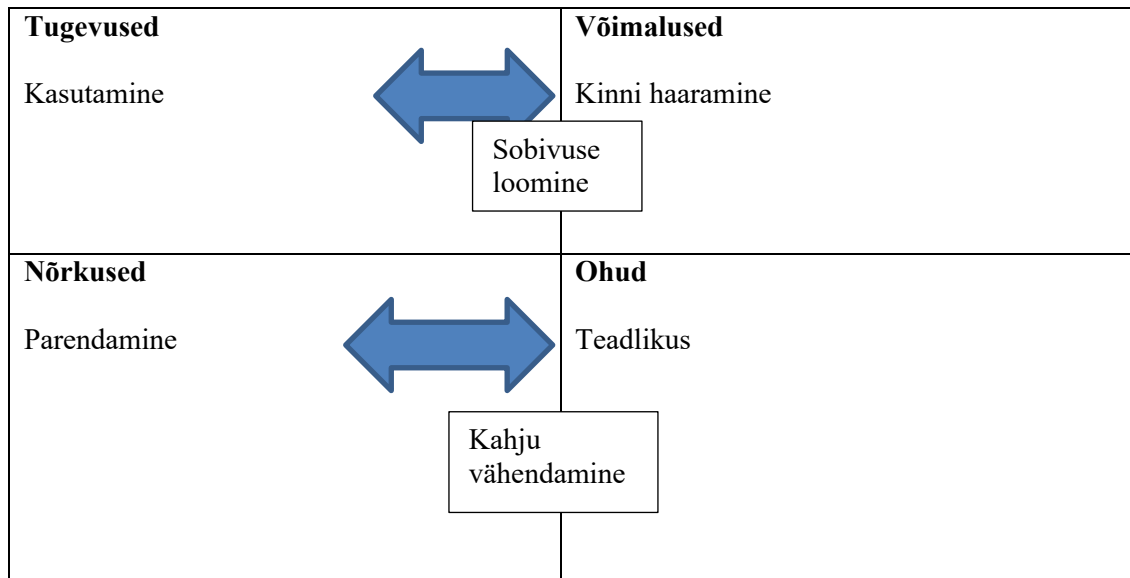 Tugevused
Kasutamine
Võimalused
Kinni haaramine
Sobivuse
loomine
Nõrkused
Parendamine
Ohud
Teadlikus
Kahju
vähendamine